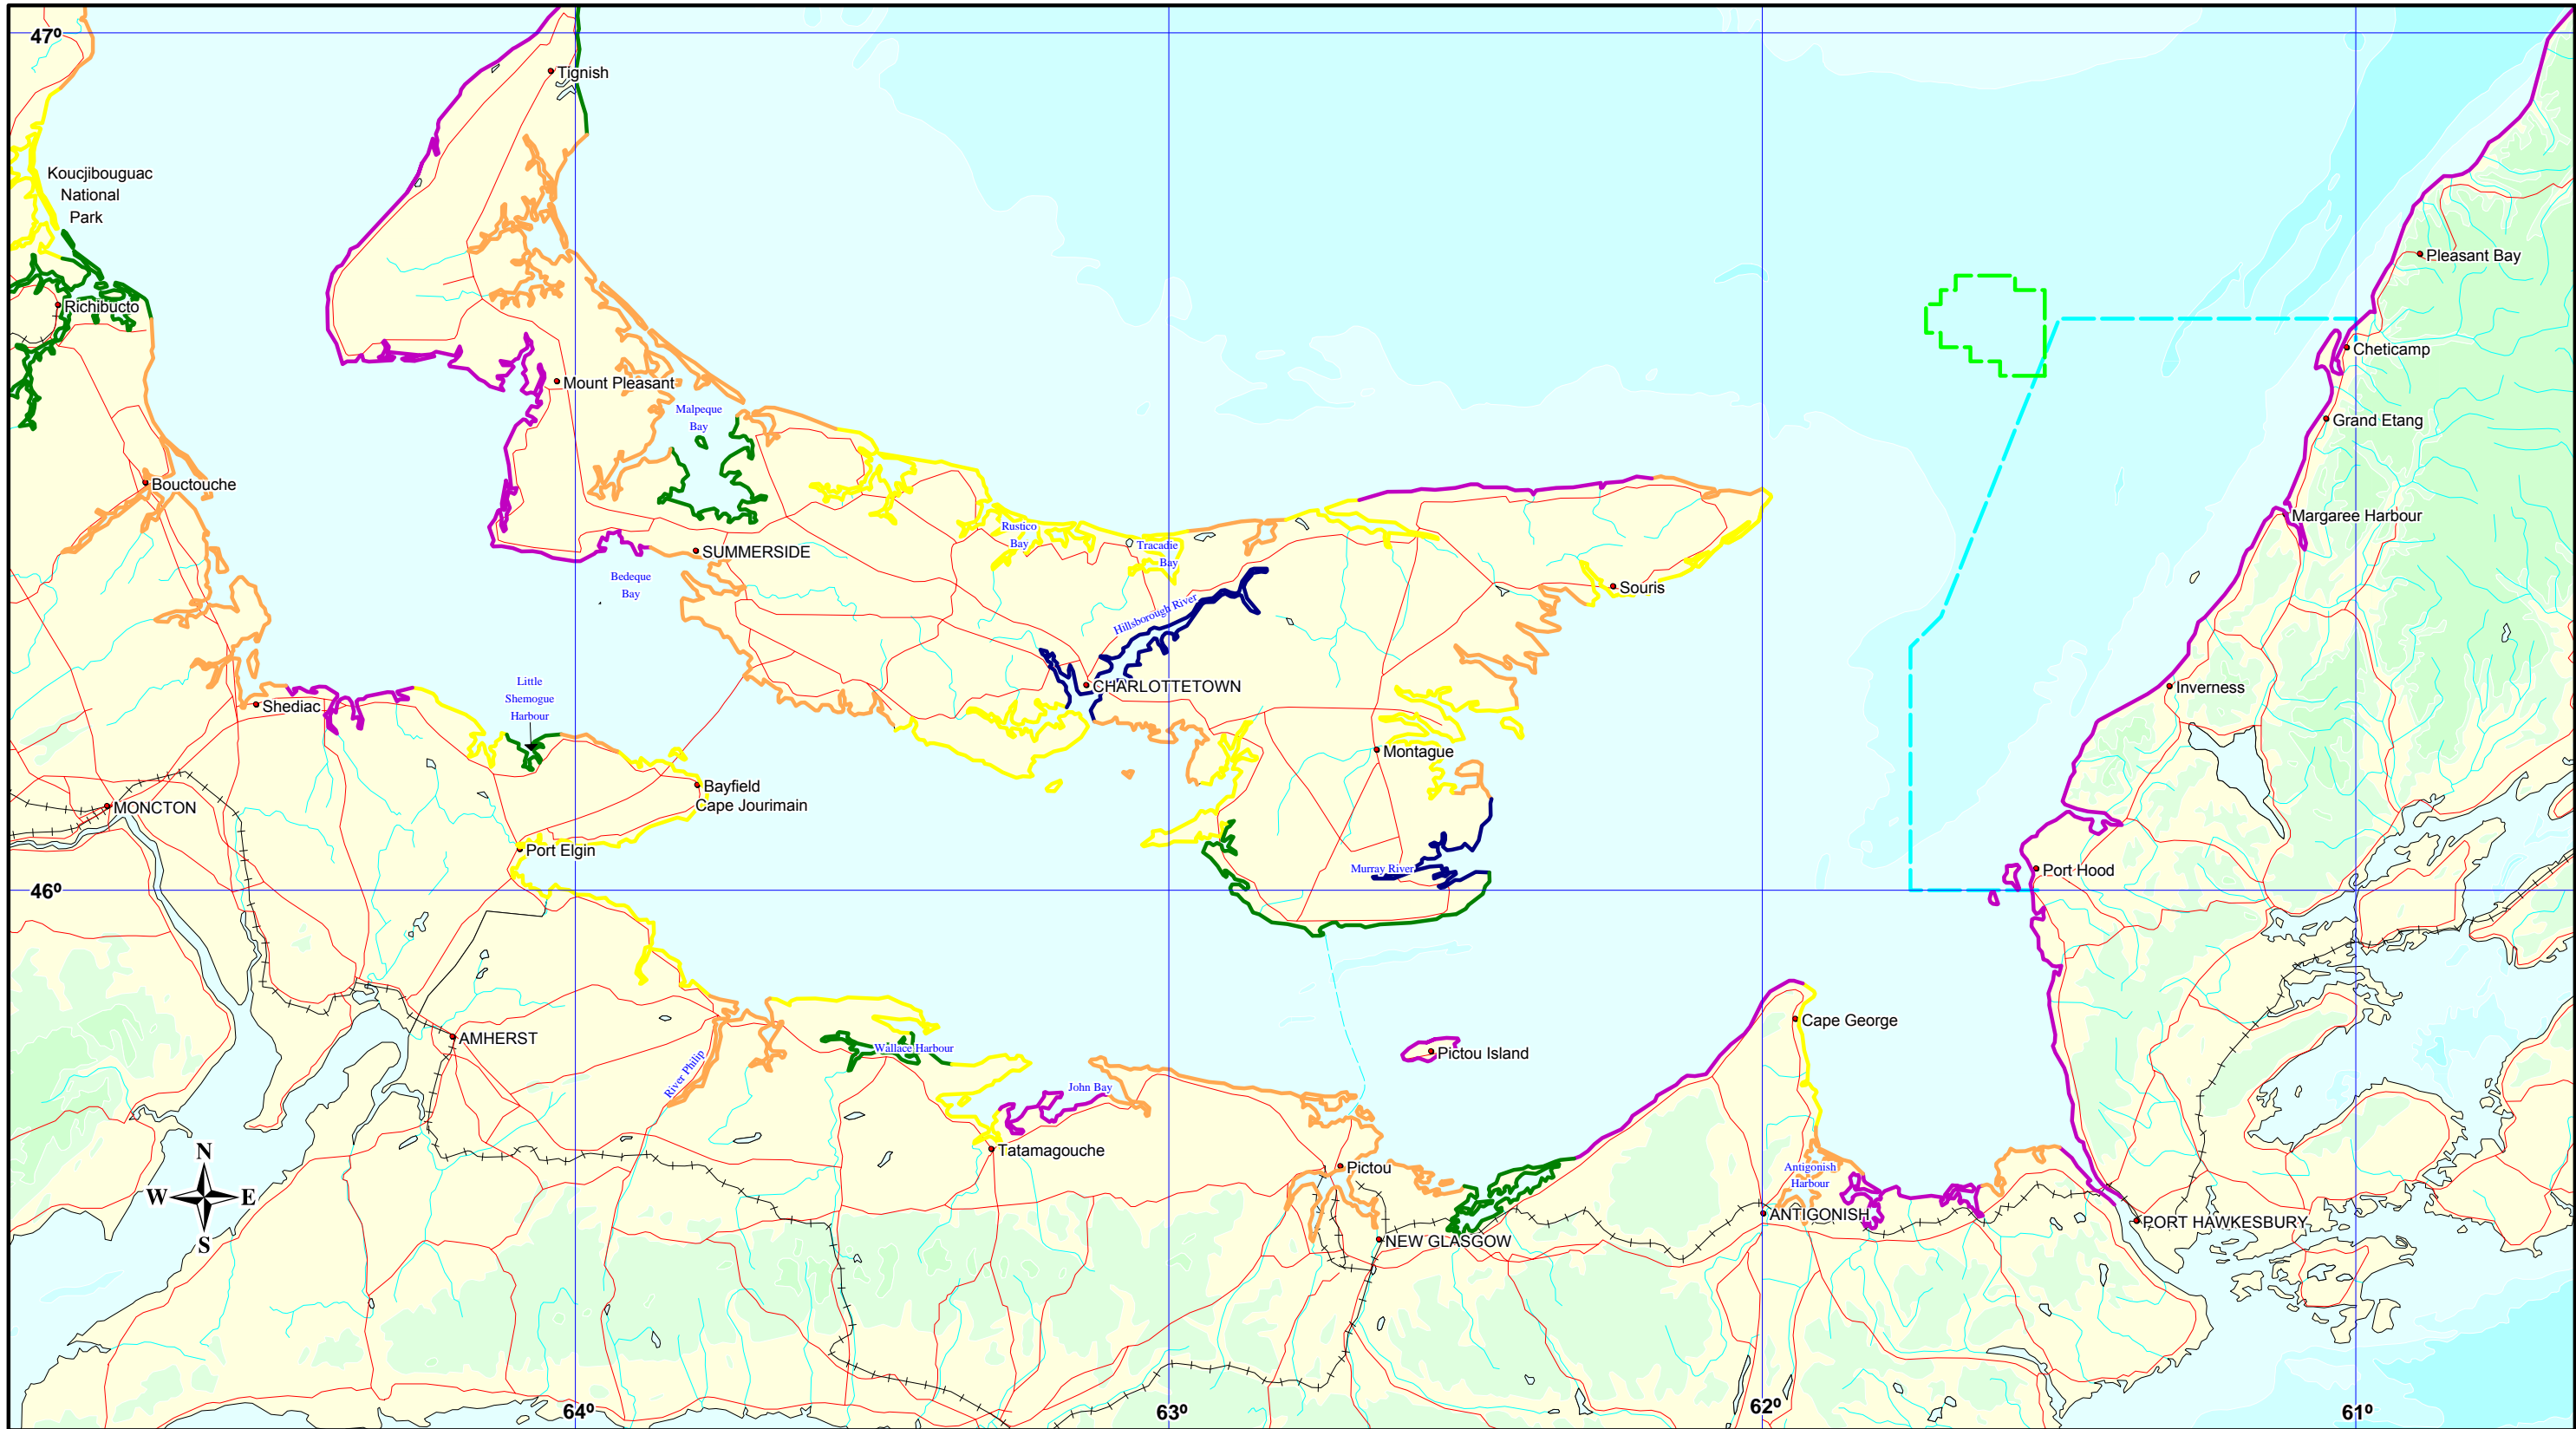 47º
Tignish
Koucjibouguac
National
Park
Pleasant Bay
Richibucto
Cheticamp
Mount Pleasant
Malpeque
Bay
Grand Etang
Bouctouche
Margaree Harbour
Rustico
Bay
Tracadie
Bay
SUMMERSIDE
Bedeque
Bay
Souris
Hillsborough River
Little
Shemogue
Harbour
CHARLOTTETOWN
Inverness
Shediac
Montague
Bayfield
Cape Jourimain
MONCTON
Port Elgin
Murray River
Port Hood
46º
Cape George
AMHERST
Wallace Harbour
Pictou Island
River Philip
John Bay
Tatamagouche
N
W
E
S
Pictou
Antigonish
Harbour
ANTIGONISH
PORT HAWKESBURY
NEW GLASGOW
64º
63º
62º
61º